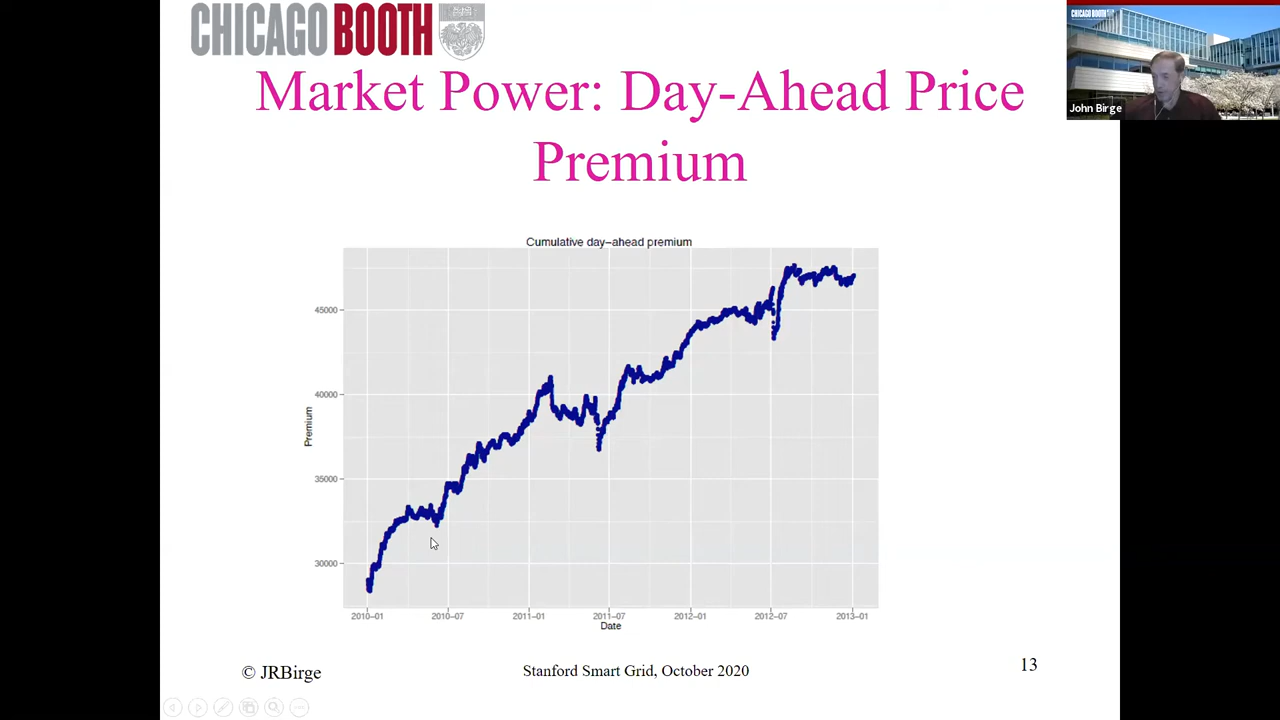 CHICAGO BOOTH
CHICAGO BOOTH
John Birge
Market Power: Day-Ahead Price
Premium
Cumulative day-ahead premium
Premium
45000
40000
35000
30000
2010-01 2010-07 2011-01 2011-07 2012-01 2012-07 2013-01
Date
© JRBirge
Stanford Smart Grid, October 2020
13